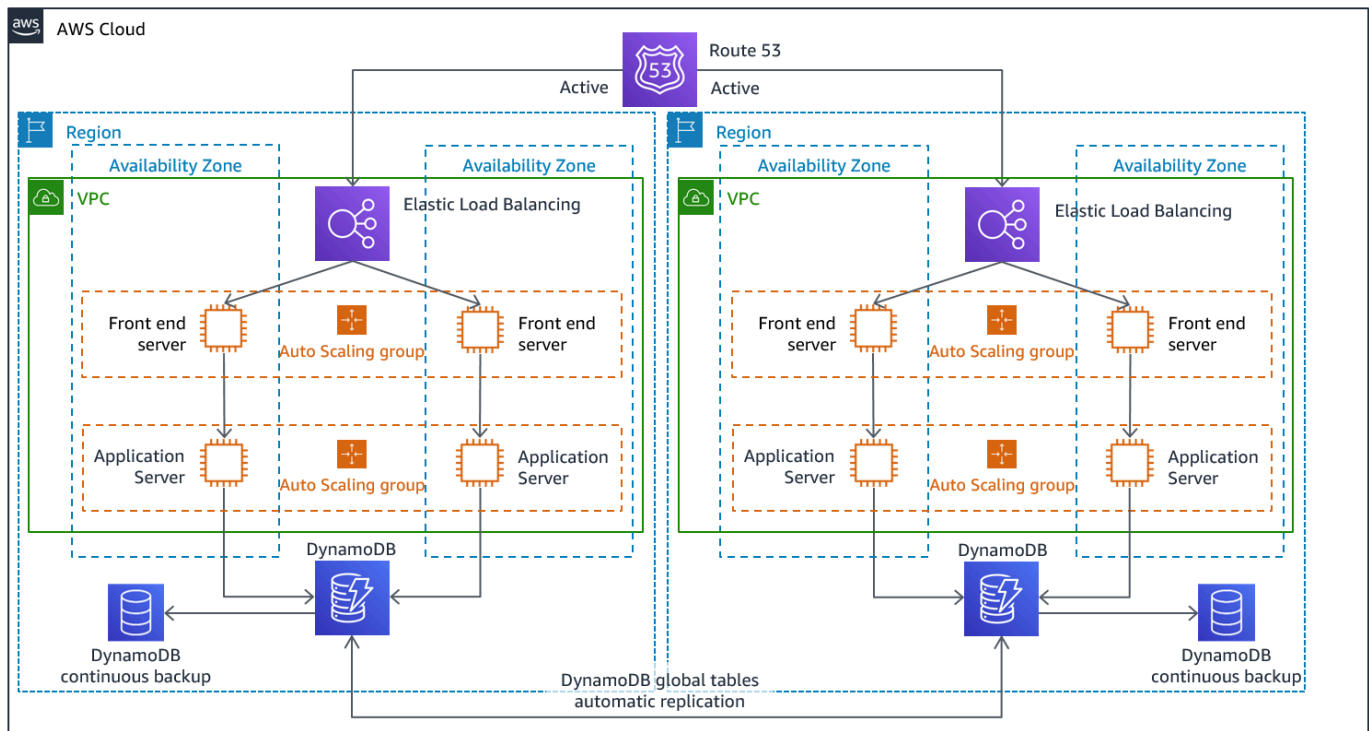 aws
AWS Cloud
Route 53
53
Active
Active
Region
Region
Availability Zone
Availability Zone
Availability Zone
Availability Zone
VPC
Elastic Load Balancing
VPC
Elastic Load Balancing
Front end
server
Auto Scaling group
Front end
server
Front end
server
Auto Scaling group
Front end
server
Application
Server
Auto Scaling group
Application
Server
Application
Server
Auto Scaling group
Application
Server
DynamoDB
DynamoDB
DynamoDB
continuous backup
DynamoDB
continuous backup
DynamoDB global tables
automatic replication